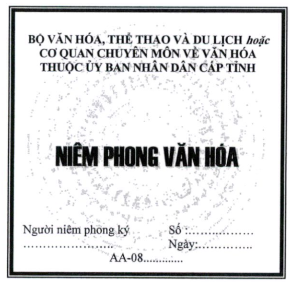 BỘ VĂN HÓA, THỂ THAO VÀ DU LỊCH hoặc
CƠ QUAN CHUYÊN MÔN VỀ VĂN HÓA
THUỘC ỦY BAN NHÂN DÂN CẤP TỈNH
NIÊM PHONG VĂN HÓA
Người niêm phong ký Số :..................
........................ Ngày:...............
AA-08............